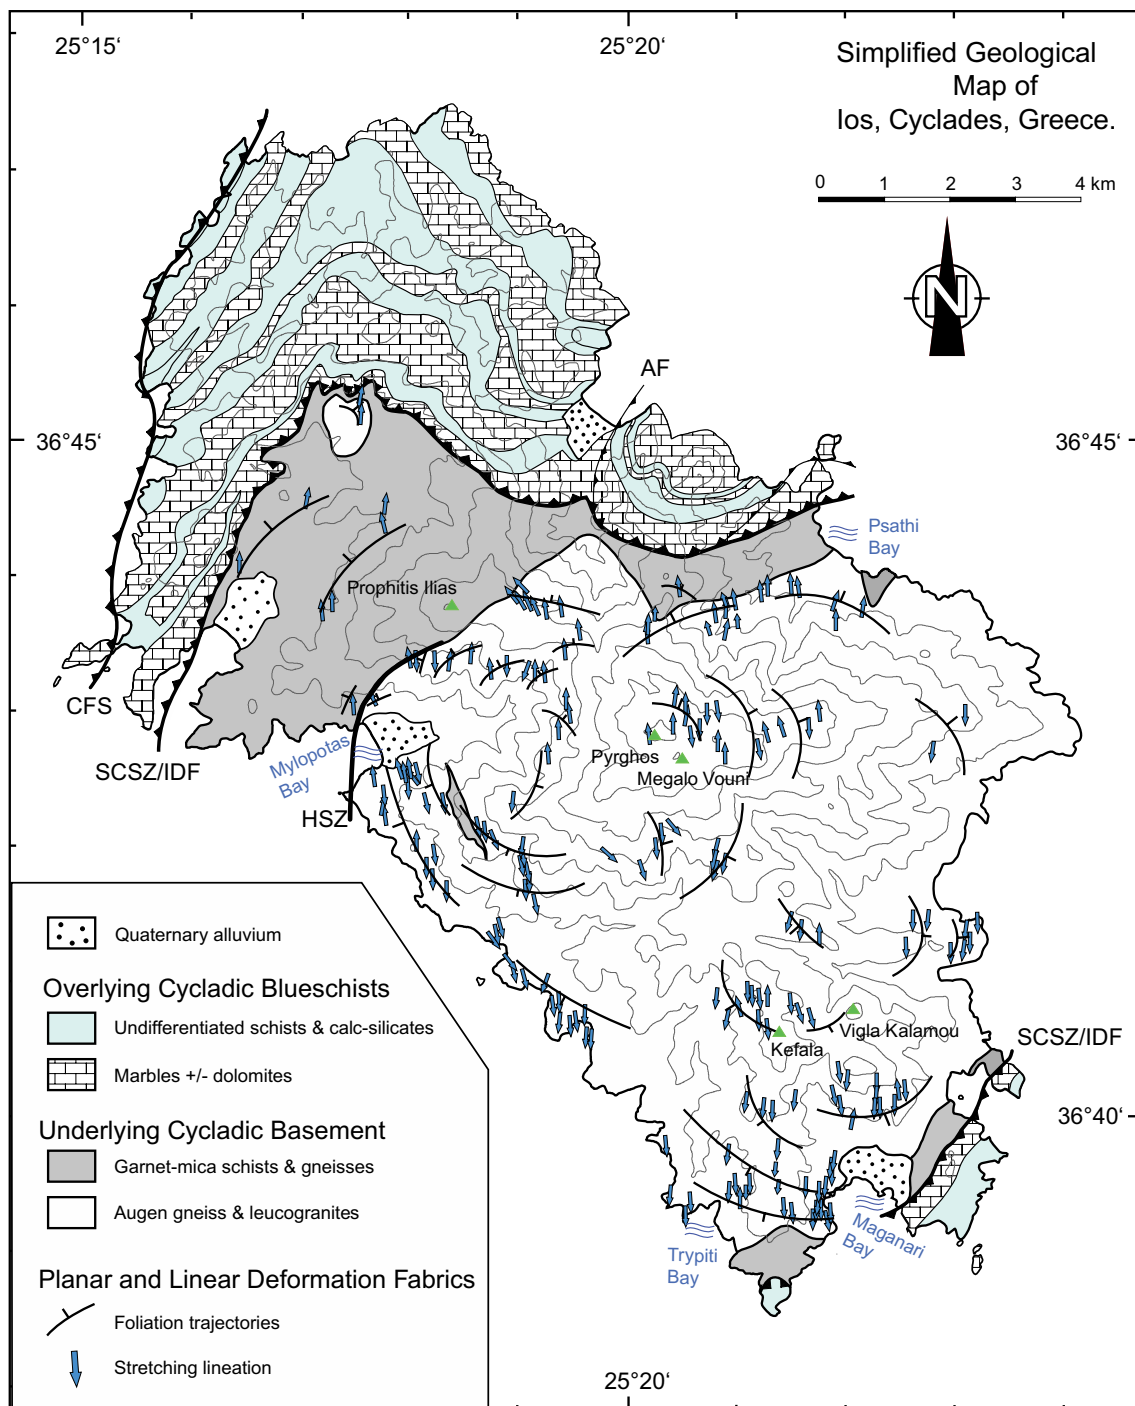 25°15‘
25°20‘
Simplified Geological
Map of
Ios, Cyclades, Greece.
0 1 2 3 4 km
N
AF
36°45‘
36°45‘
Psathi
Bay
Prophitis Ilias
CFS
SCSZ/IDF
Mylopotas
Bay
HSZ
Pyrghos
Megalo Vouni
Vigla Kalamou
Kefala
SCSZ/IDF
36°40‘
Maganari
Bay
Trypiti
Bay
25°20‘
Quaternary alluvium
Overlying Cycladic Blueschists
Undifferentiated schists & calc-silicates
Marbles +/- dolomites
Underlying Cycladic Basement
Garnet-mica schists & gneisses
Augen gneiss & leucogranites
Planar and Linear Deformation Fabrics
Foliation trajectories
Stretching lineation